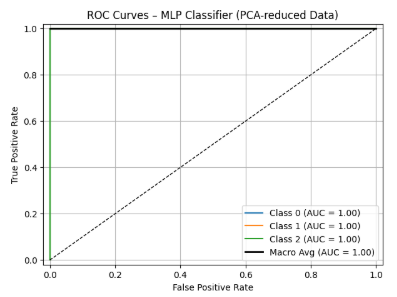 ROC Curves – MLP Classifier (PCA-reduced Data)
True Positive Rate
1.0
0.8
0.6
0.4
0.2
0.0
Class 0 (AUC = 1.00)
Class 1 (AUC = 1.00)
Class 2 (AUC = 1.00)
Macro Avg (AUC = 1.00)
0.0 0.2 0.4 0.6 0.8 1.0
False Positive Rate